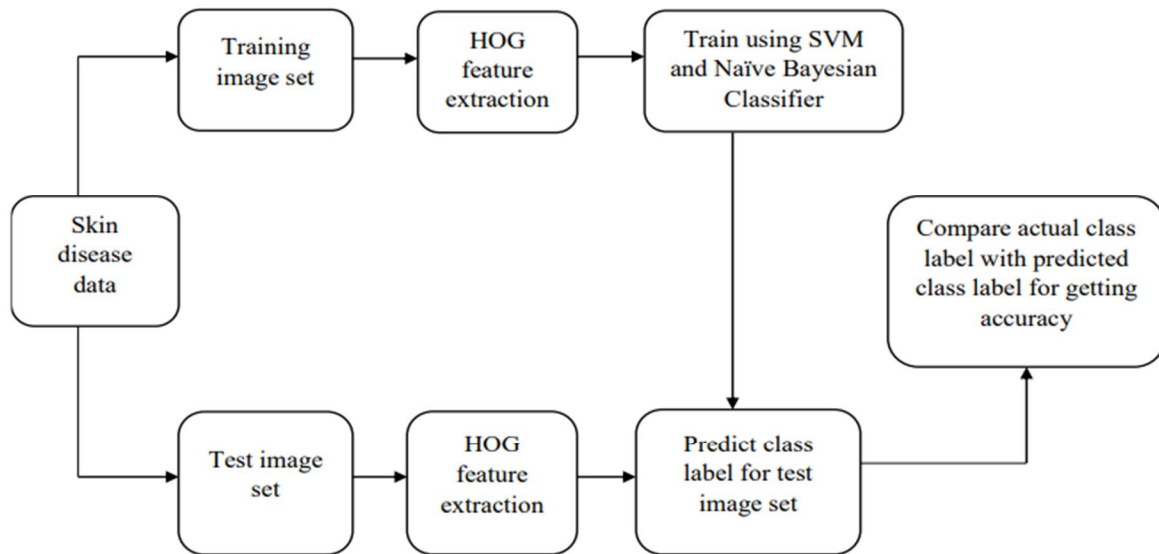 Training
image set
HOG
feature
extraction
Train using SVM
and Naïve Bayesian
Classifier
Skin
disease
data
Compare actual class
label with predicted
class label for getting
accuracy
Test image
set
HOG
feature
extraction
Predict class
label for test
image set